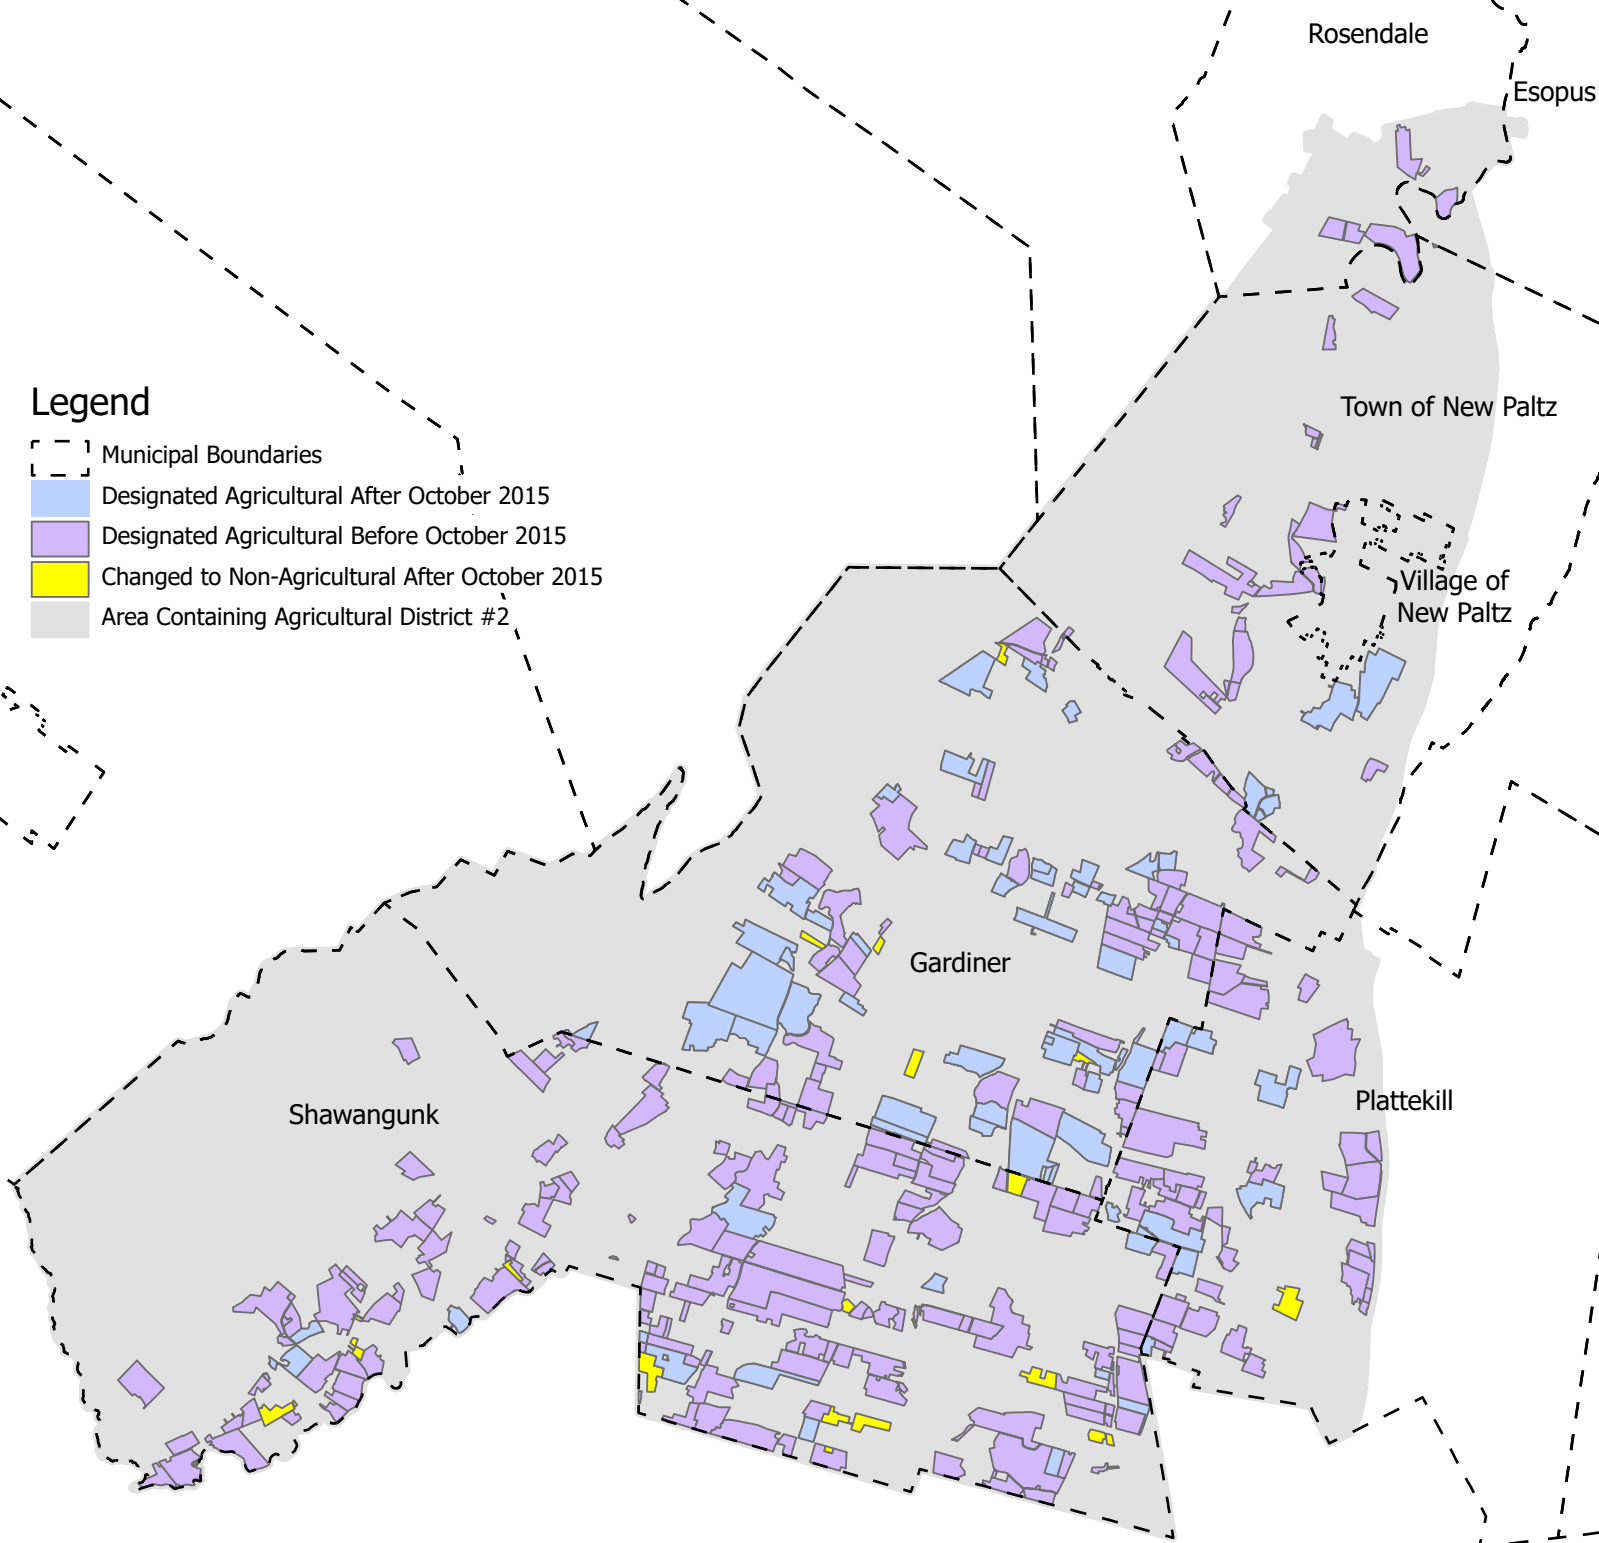 Rosendale
Esopus
Legend
Municipal Boundaries
Designated Agricultural After October 2015
Designated Agricultural Before October 2015
Changed to Non-Agricultural After October 2015
Area Containing Agricultural District #2
Town of New Paltz
Village of
New Paltz
Gardiner
Shawangunk
Plattekill